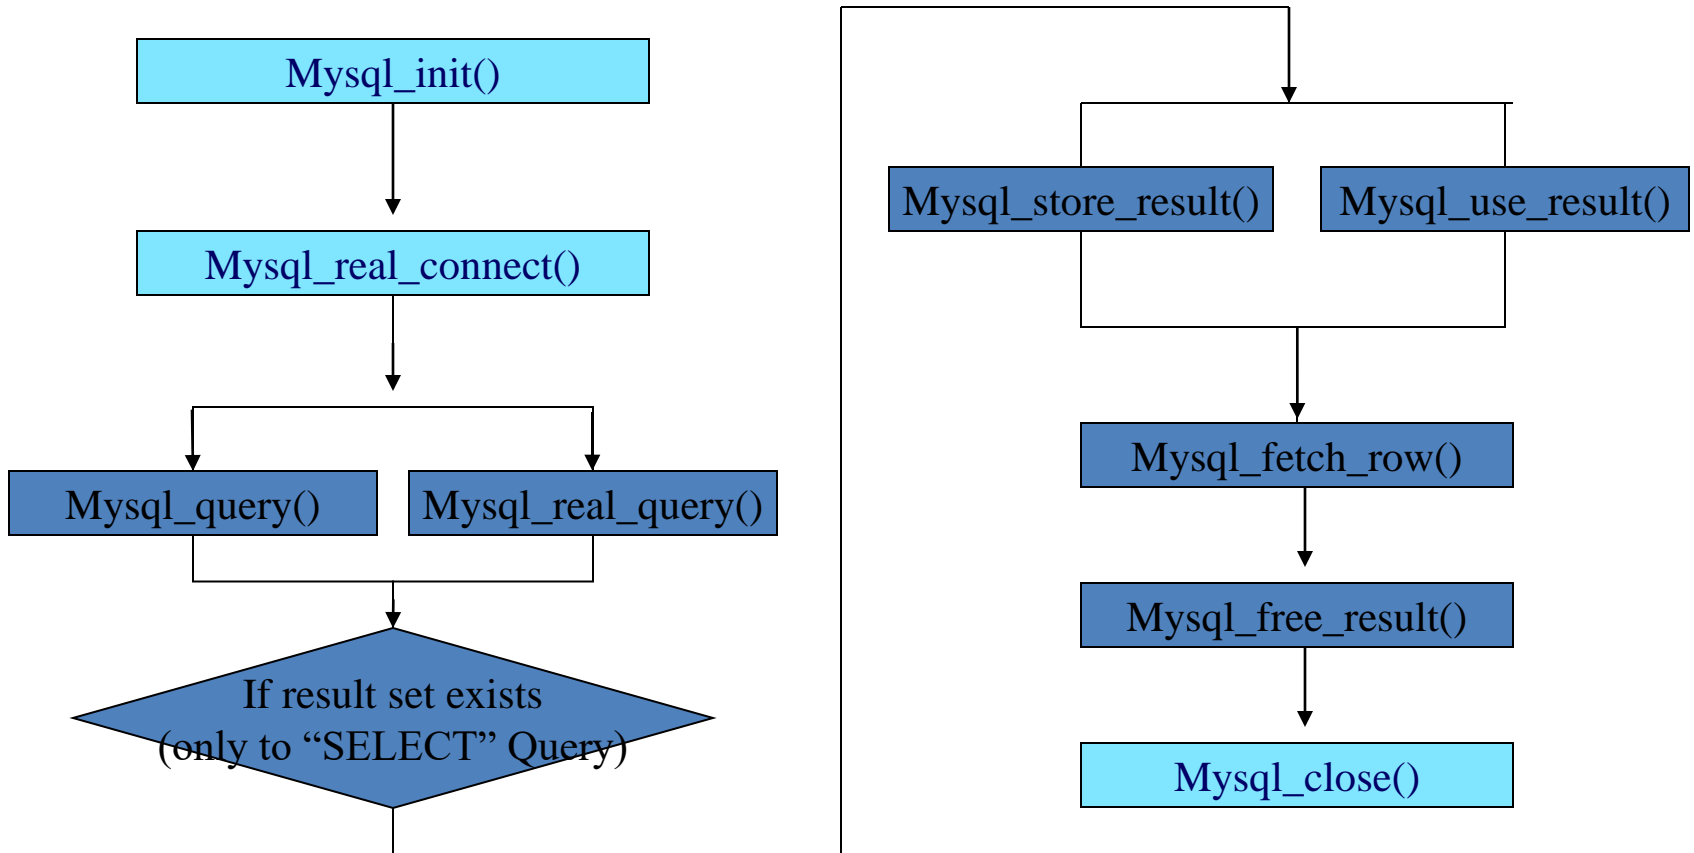 Mysql_init()
Mysql_real_connect()
Mysql_query()
Mysql_real_query()
If result set exists
(only to “SELECT” Query)
Mysql_store_result()
Mysql_use_result()
Mysql_fetch_row()
Mysql_free_result()
Mysql_close()